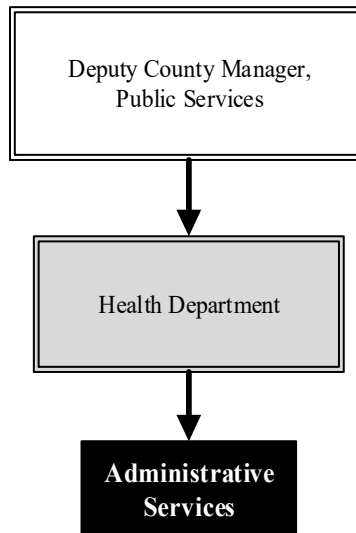 Deputy County Manager,
Public Services
Health Department
Administrative
Services